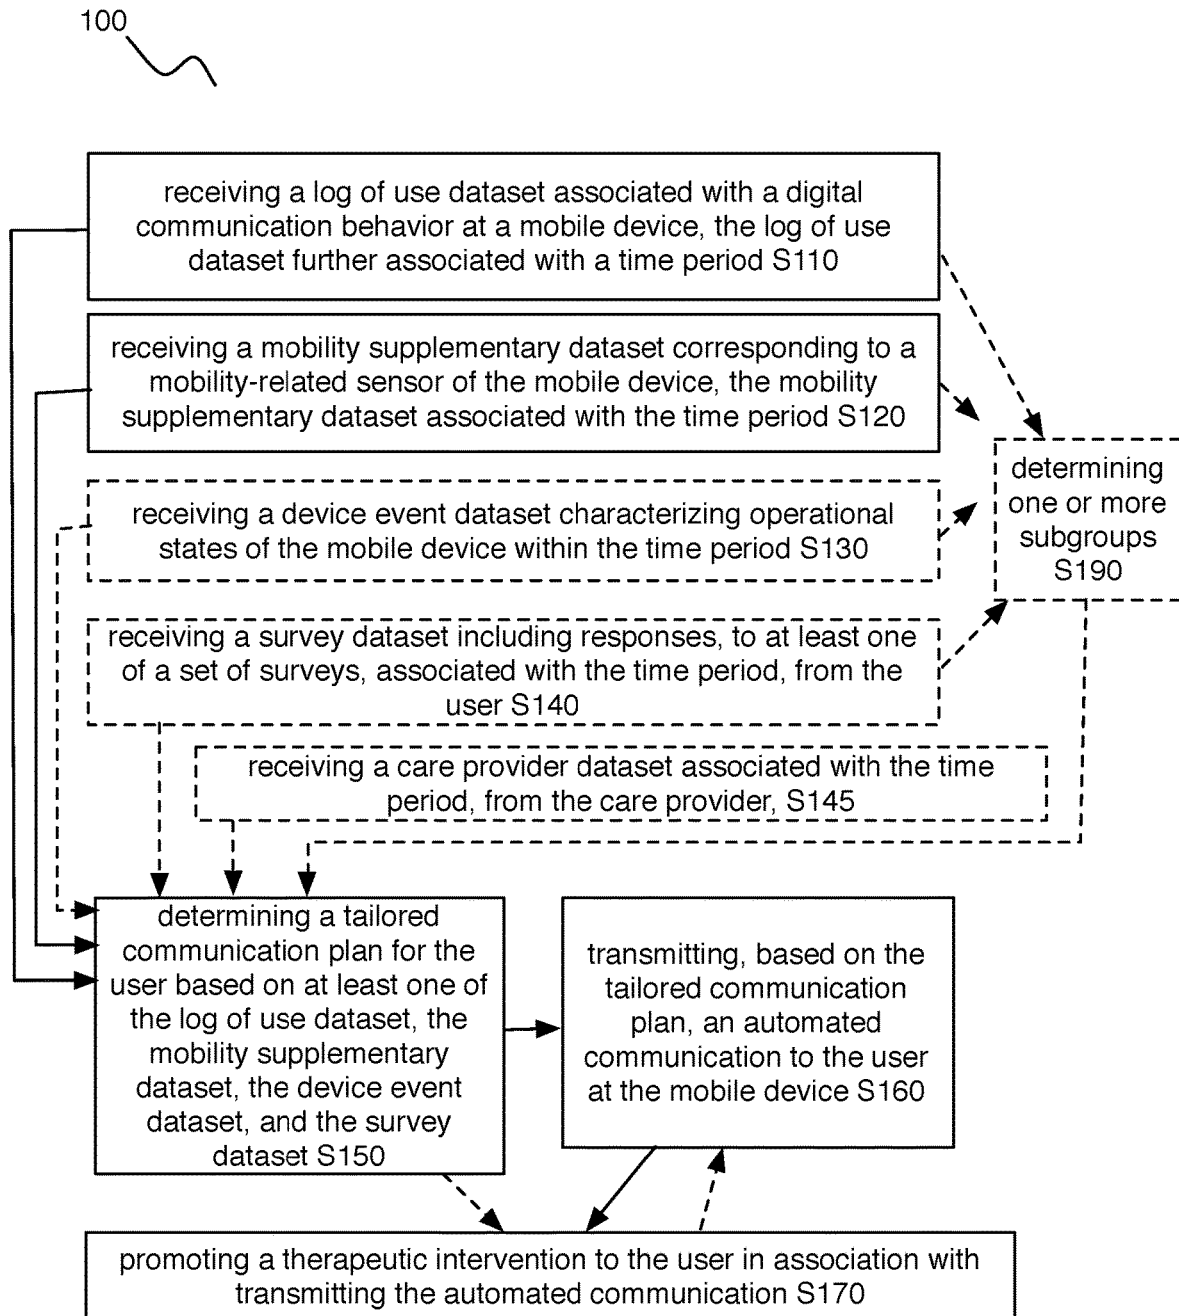 100
receiving a log of use dataset associated with a digital
communication behavior at a mobile device, the log of use
dataset further associated with a time period S110
receiving a mobility supplementary dataset corresponding to a
mobility-related sensor of the mobile device, the mobility
supplementary dataset associated with the time period S120
receiving a device event dataset characterizing operational
states of the mobile device within the time period S130
determining
one or more
subgroups
S190
receiving a survey dataset including responses, to at least one
of a set of surveys, associated with the time period, from the
user S140
receiving a care provider dataset associated with the time
period, from the care provider, S145
determining a tailored
communication plan for the
user based on at least one of
the log of use dataset, the
mobility supplementary
dataset, the device event
dataset, and the survey
dataset S150
transmitting, based on the
tailored communication
plan, an automated
communication to the user
at the mobile device S160
promoting a therapeutic intervention to the user in association with
transmitting the automated communication S170